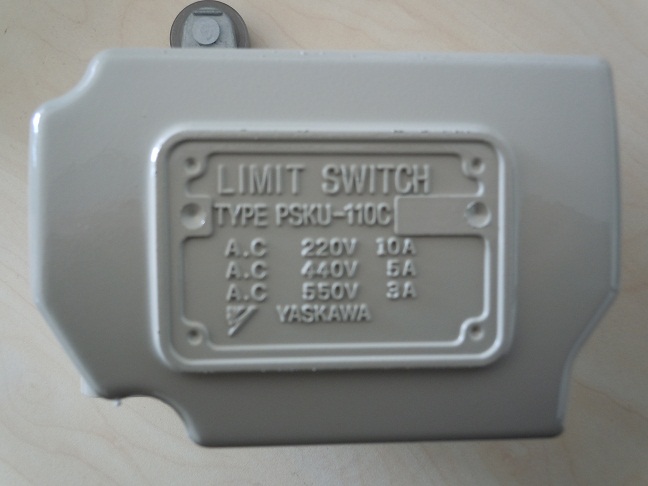 LIMIT SWITCH
TYPE PSKU-110C
A.C 220V 10A
A.C 440V 5A
A.C 550V 3A
YASKAWA